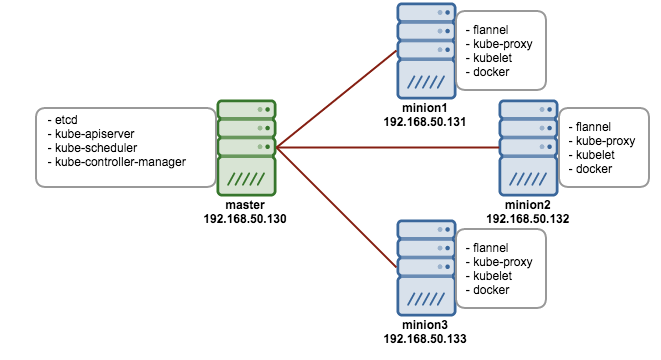 - flannel
- kube-proxy
- kubelet
- docker
minion1
192.168.50.131
- etcd
- kube-apiserver
- kube-scheduler
- kube-controller-manager
master
192.168.50.130
- flannel
- kube-proxy
- kubelet
- docker
minion2
192.168.50.132
- flannel
- kube-proxy
- kubelet
- docker
minion3
192.168.50.133